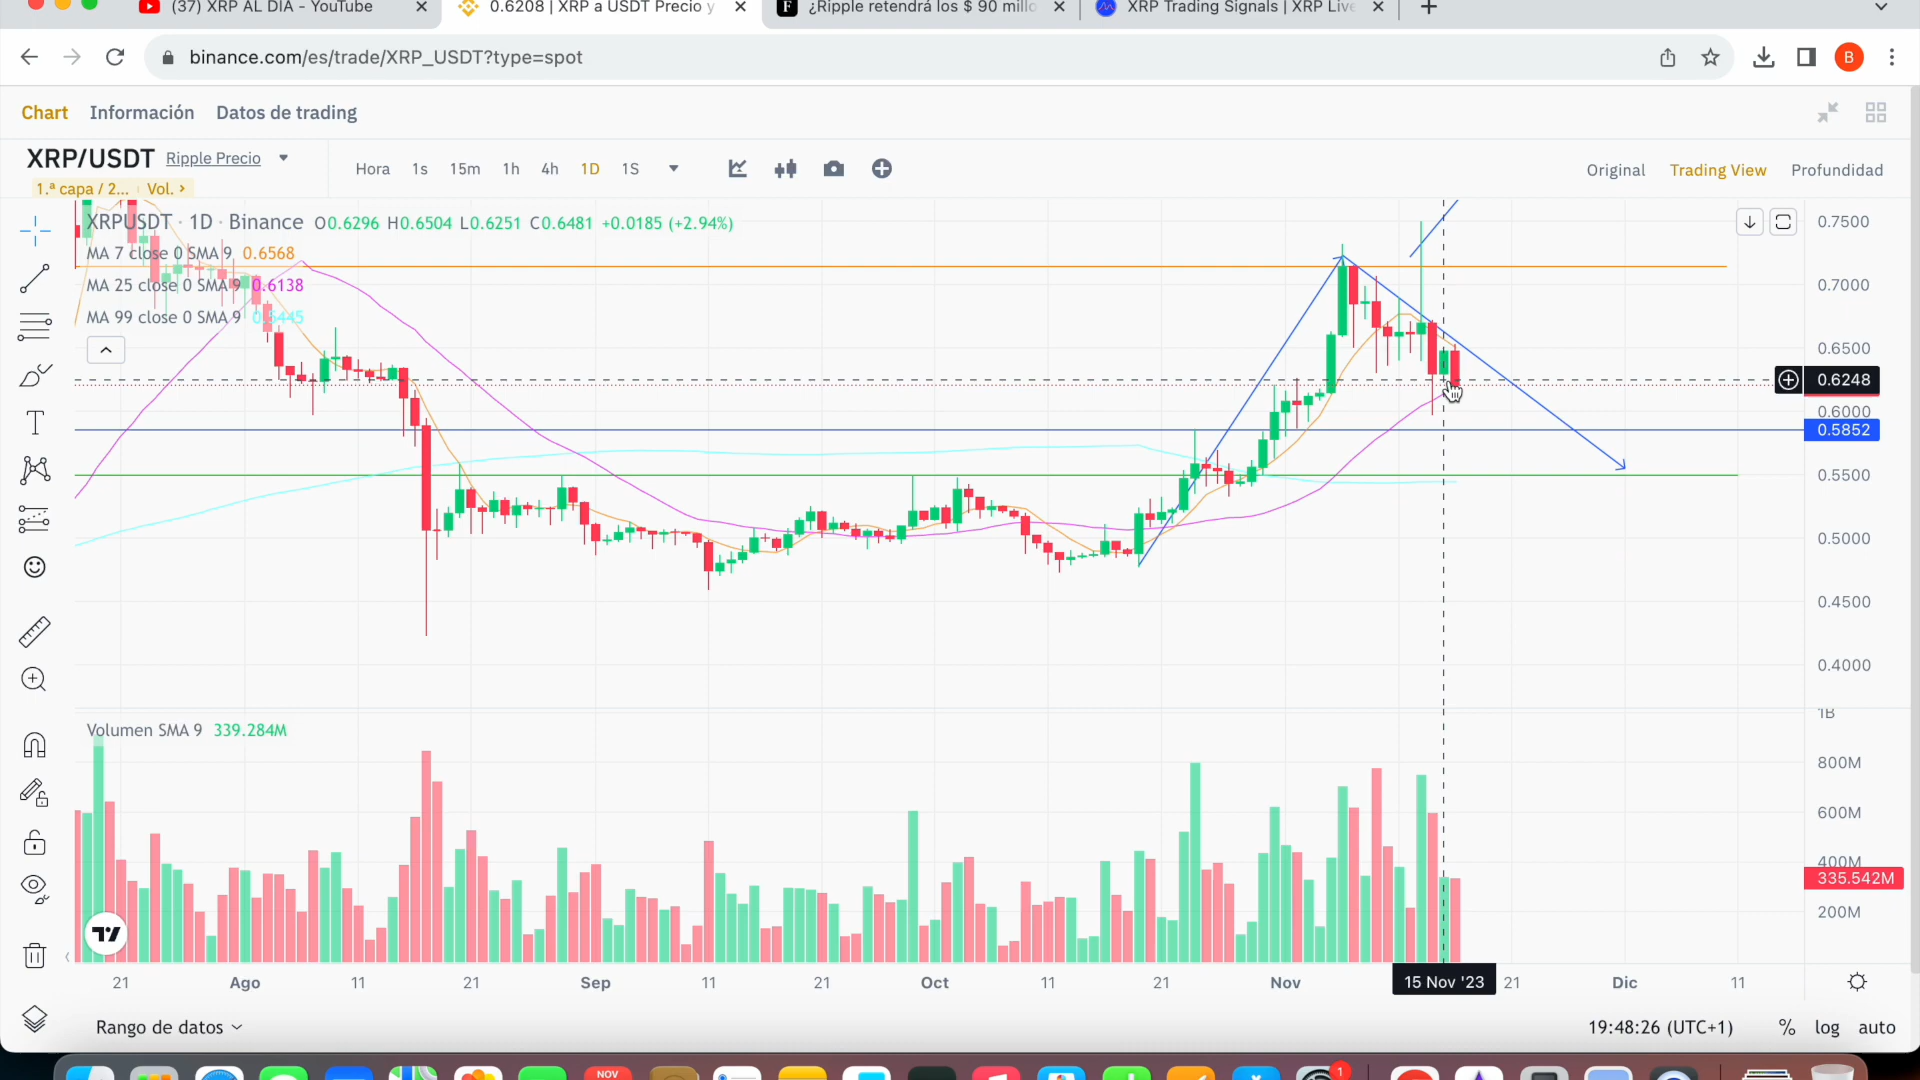 (37) XRP AL DIA - YouTube
0.6208 | XRP a USDT Precio y
F
¿Ripple retendrá los $ 90 millo
XRP Trading Signals | XRP Live
binance.com/es/trade/XRP_USDT?type=spot
B
Chart Información Datos de trading
XRP/USDT Ripple Precio
1.ª capa / 2... Vol. >
Hora 1s 15m 1h 4h 1D 1S
Original Trading View Profundidad
XRPUSDT · 1D · Binance O0.6296 H0.6504 L0.6251 C0.6481 +0.0185 (+2.94%)
MA 7 close 0 SMA 9 0.6568
MA 25 close 0 SMA 9 0.6138
MA 99 close 0 SMA 9 0.5445
0.7500
0.7000
0.6500
0.6248
0.6000
0.5852
0.5500
0.5000
0.4500
0.4000
Volumen SMA 9 339.284M
1B
800M
600M
400M
335.542M
200M
21 Ago 11 21 Sep 11 21 Oct 11 21 Nov 15 Nov '23 21 Dic 11
Rango de datos
19:48:26 (UTC+1) % log auto
NOV
1